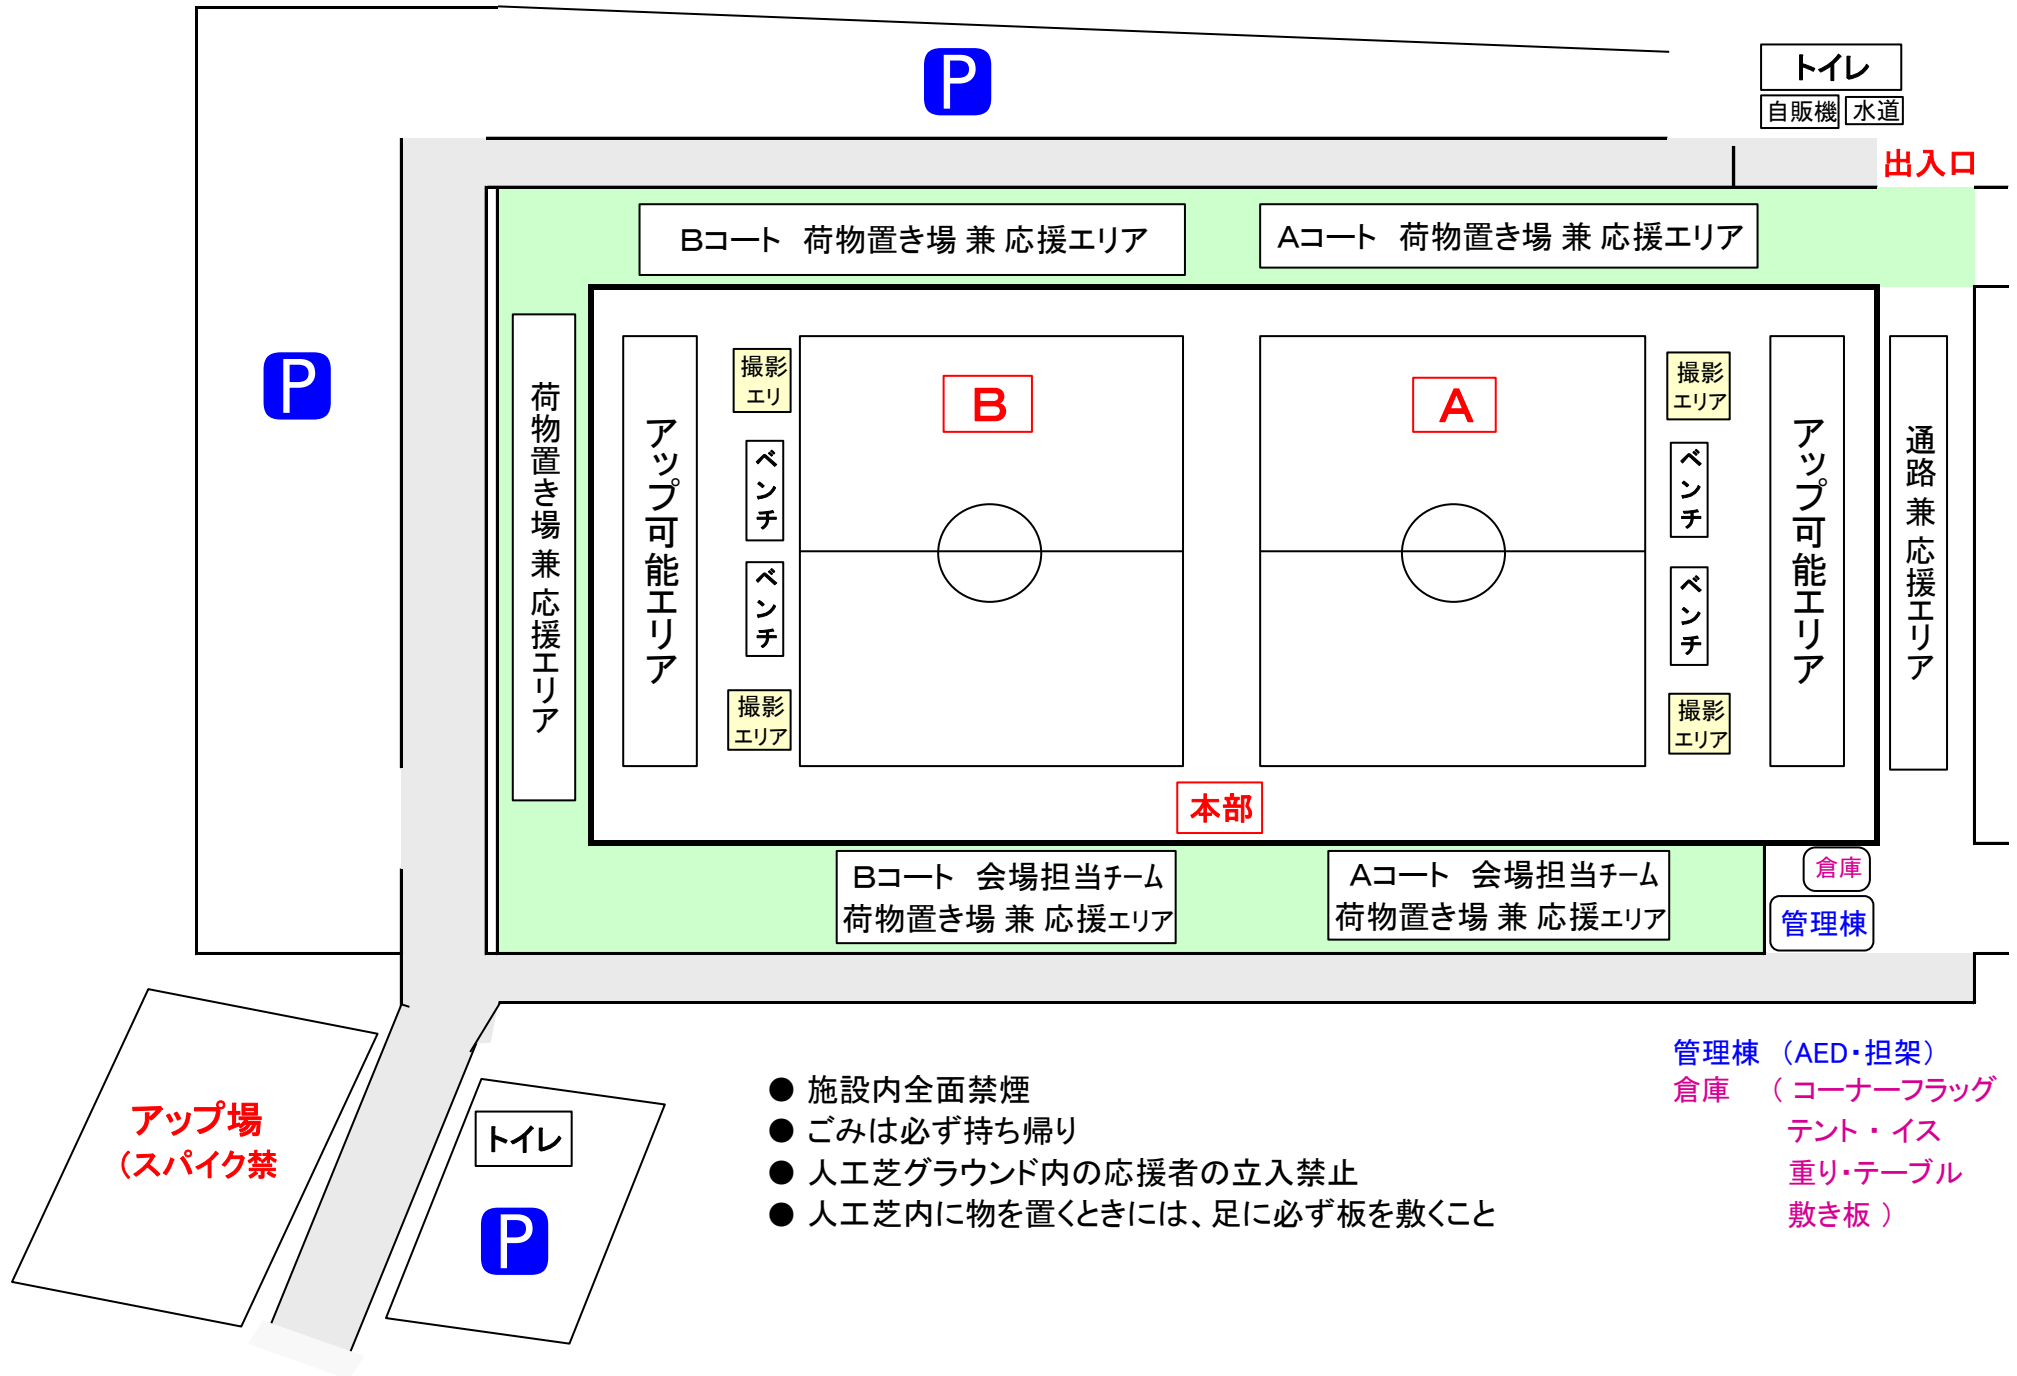 P
トイレ
自販機 水道
出入口
Bコート 荷物置き場 兼 応援エリア
Aコート 荷物置き場 兼 応援エリア
P
荷物置き場 兼 応援エリア
アップ可能エリア
撮影
エリ
ベンチ
ベンチ
撮影
エリア
B
A
撮影
エリア
ベンチ
ベンチ
撮影
エリア
アップ可能エリア
通路 兼 応援エリア
本部
Bコート 会場担当チーム
荷物置き場 兼 応援エリア
Aコート 会場担当チーム
荷物置き場 兼 応援エリア
倉庫
管理棟
アップ場
(スパイク禁
トイレ
P
● 施設内全面禁煙
● ごみは必ず持ち帰り
● 人工芝グラウンド内の応援者の立入禁止
● 人工芝内に物を置くときには、足に必ず板を敷くこと
管理棟 (AED・担架)
倉庫 ( コーナーフラッグ
テント ・ イス
重り・テーブル
敷き板 )